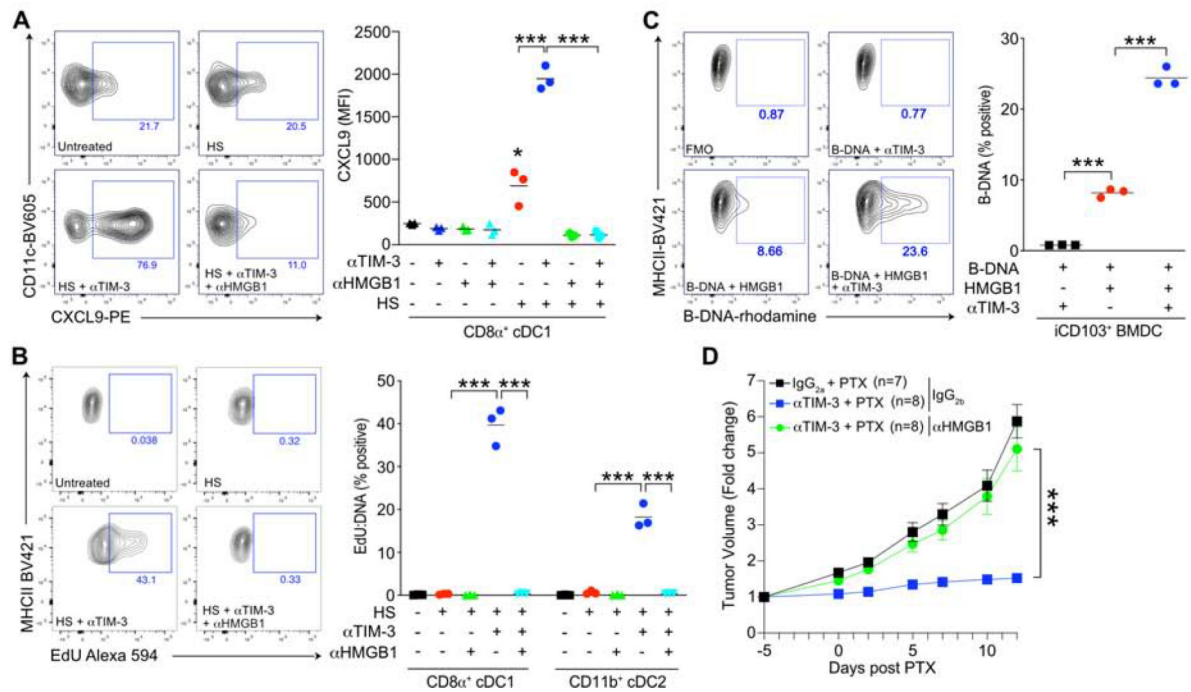 A
Untreated
21.7
HS
20.5
HS + αTIM-3
76.9
HS + αTIM-3
+ αHMGB1
11.0
CD11c-BV605
CXCL9-PE
CXCL9 (MFI)
2500
2000
1500
1000
500
0
*** ***
*
αTIM-3 - + - + - + - +
αHMGB1 - - + + - - + +
HS - - - - + + + +
CD8α⁺ cDC1
C
FMO
0.87
B-DNA + αTIM-3
0.77
B-DNA + HMGB1
8.66
B-DNA + HMGB1
+ αTIM-3
23.6
MHCII-BV421
B-DNA-rhodamine
B-DNA (% positive)
30
20
10
0
***
***
B-DNA + + +
HMGB1 - + +
αTIM-3 + - +
iCD103⁺ BMDC
B
Untreated
0.038
HS
0.32
HS + αTIM-3
43.1
HS + αTIM-3
+ αHMGB1
0.33
MHCII BV421
EdU Alexa 594
EdU:DNA (% positive)
50
40
30
20
10
0
*** ***
*** ***
HS - + - + + - + - + +
αTIM-3 - - - + + - - - + +
αHMGB1 - - + - + - - + - +
CD8α⁺ cDC1
CD11b⁺ cDC2
D
IgG₂ₐ + PTX (n=7)
αTIM-3 + PTX (n=8)
IgG₂b
αTIM-3 + PTX (n=8) αHMGB1
Tumor Volume (Fold change)
7
6
5
4
3
2
1
0
***
-5 0 5 10
Days post PTX